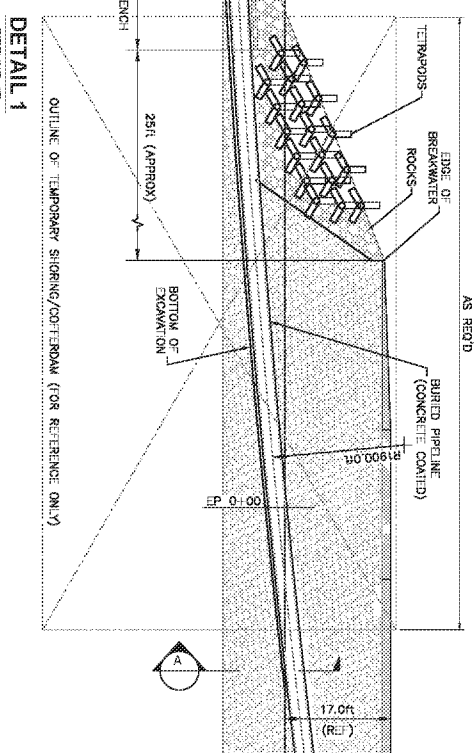 AS REQ'D
EDGE OF
BREAKWATER
ROCKS
TETRAPODS
BURIED PIPELINE
(CONCRETE COATED)
R1900.0ft
EP 0+00
17.0ft
(REF)
ENCH
25ft (APPROX)
BOTTOM OF
EXCAVATION
A
OUTLINE OF TEMPORARY SHORING/COFFERDAM (FOR REFERENCE ONLY)
DETAIL 1